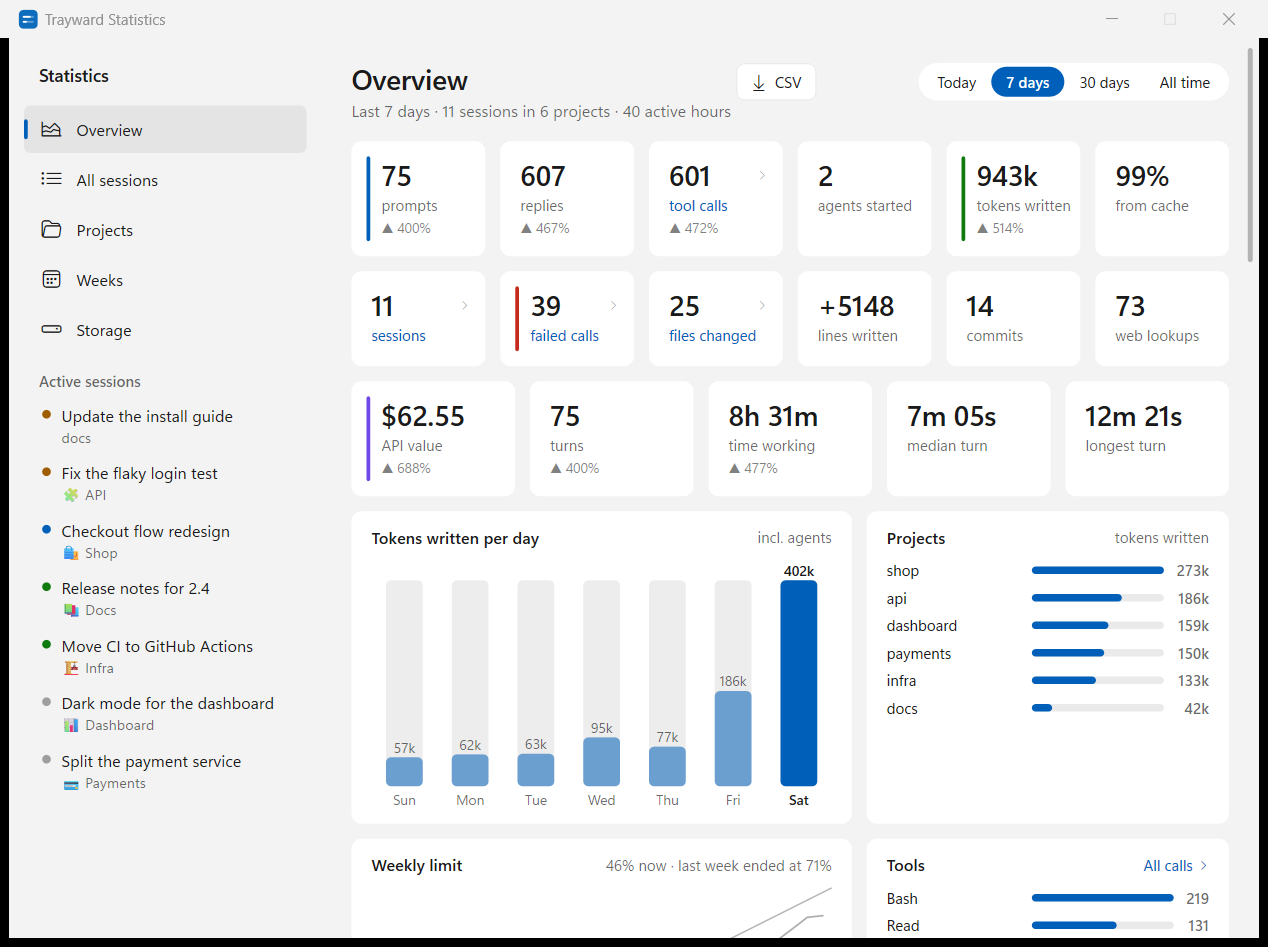 Trayward Statistics
Statistics
Overview
All sessions
Projects
Weeks
Storage
Active sessions
Update the install guide
docs
Fix the flaky login test
API
Checkout flow redesign
Shop
Release notes for 2.4
Docs
Move CI to GitHub Actions
Infra
Dark mode for the dashboard
Dashboard
Split the payment service
Payments
Overview
CSV
Today 7 days 30 days All time
Last 7 days · 11 sessions in 6 projects · 40 active hours
75
prompts
▲ 400%
607
replies
▲ 467%
601
tool calls
▲ 472%
2
agents started
943k
tokens written
▲ 514%
99%
from cache
11
sessions
39
failed calls
25
files changed
+5148
lines written
14
commits
73
web lookups
$62.55
API value
▲ 688%
75
turns
▲ 400%
8h 31m
time working
▲ 477%
7m 05s
median turn
12m 21s
longest turn
Tokens written per day incl. agents
57k 62k 63k 95k 77k 186k 402k
Sun Mon Tue Wed Thu Fri Sat
Projects tokens written
shop 273k
api 186k
dashboard 159k
payments 150k
infra 133k
docs 42k
Weekly limit 46% now · last week ended at 71%
Tools All calls
Bash 219
Read 131